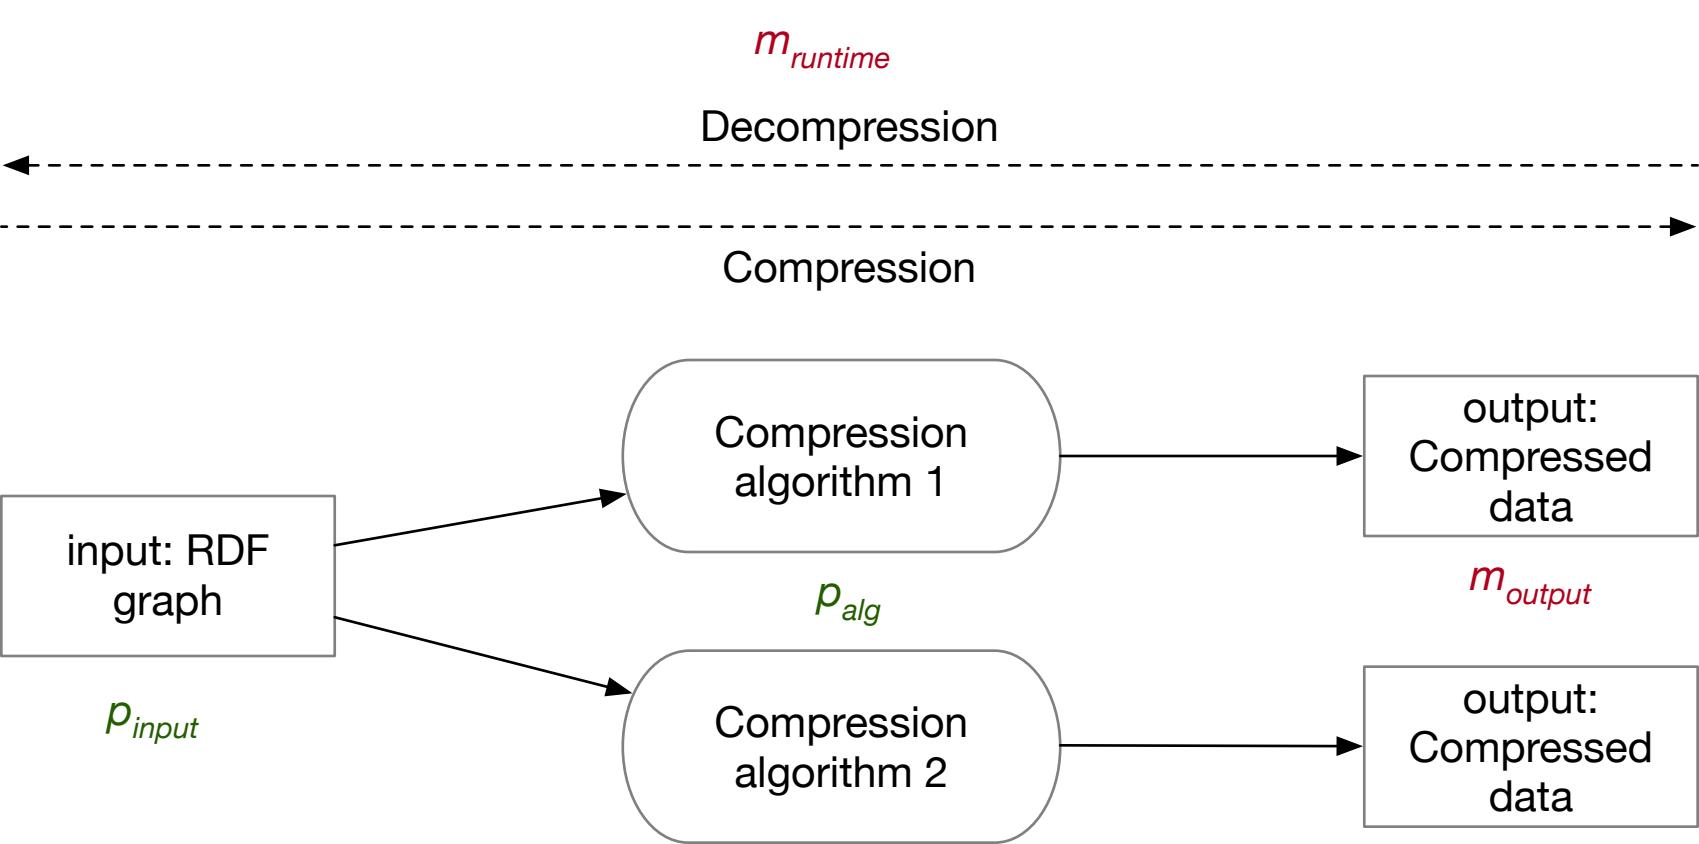 m_runtime
Decompression
Compression
input: RDF
graph
p_input
Compression
algorithm 1
p_alg
Compression
algorithm 2
output:
Compressed
data
m_output
output:
Compressed
data